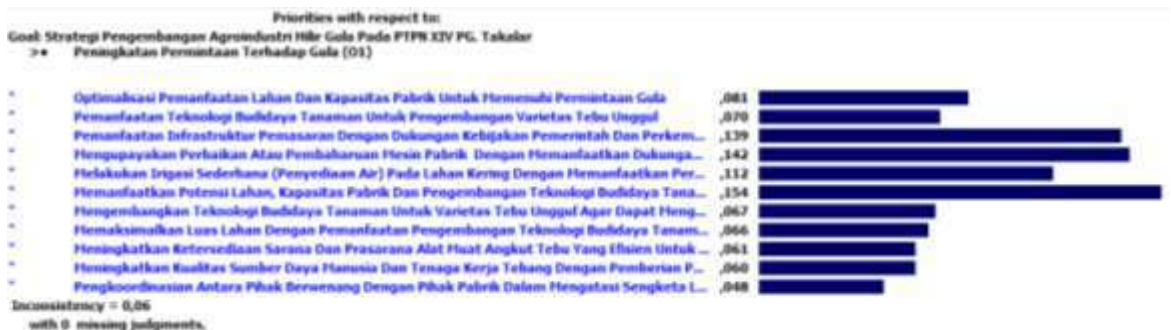 Priorities with respect to:
Goal: Strategi Pengembangan Agroindustri Hilir Gula Pada PTPN XIV PG. Takalar
>• Peningkatan Permintaan Terhadap Gula (O1)
Optimalisasi Pemanfaatan Lahan Dan Kapasitas Pabrik Untuk Memenuhi Permintaan Gula ,081
Pemanfaatan Teknologi Budidaya Tanaman Untuk Pengembangan Varietas Tebu Unggul ,070
Pemanfaatan Infrastruktur Pemasaran Dengan Dukungan Kebijakan Pemerintah Dan Perkem... ,139
Mengupayakan Perbaikan Atau Pembaharuan Mesin Pabrik Dengan Memanfaatkan Dukunga... ,142
Melakukan Irigasi Sederhana (Penyediaan Air) Pada Lahan Kering Dengan Memanfaatkan Per... ,112
Memanfaatkan Potensi Lahan, Kapasitas Pabrik Dan Pengembangan Teknologi Budidaya Tana... ,154
Mengembangkan Teknologi Budidaya Tanaman Untuk Varietas Tebu Unggul Agar Dapat Meng... ,067
Memaksimalkan Luas Lahan Dengan Pemanfaatan Pengembangan Teknologi Budidaya Tanam... ,066
Meningkatkan Ketersediaan Sarana Dan Prasarana Alat Muat Angkut Tebu Yang Efisien Untuk ... ,061
Meningkatkan Kualitas Sumber Daya Manusia Dan Tenaga Kerja Tebang Dengan Pemberian P... ,060
Pengkoordinasian Antara Pihak Berwenang Dengan Pihak Pabrik Dalam Mengatasi Sengketa L... ,048
Inconsistency = 0,06
with 0 missing judgments.